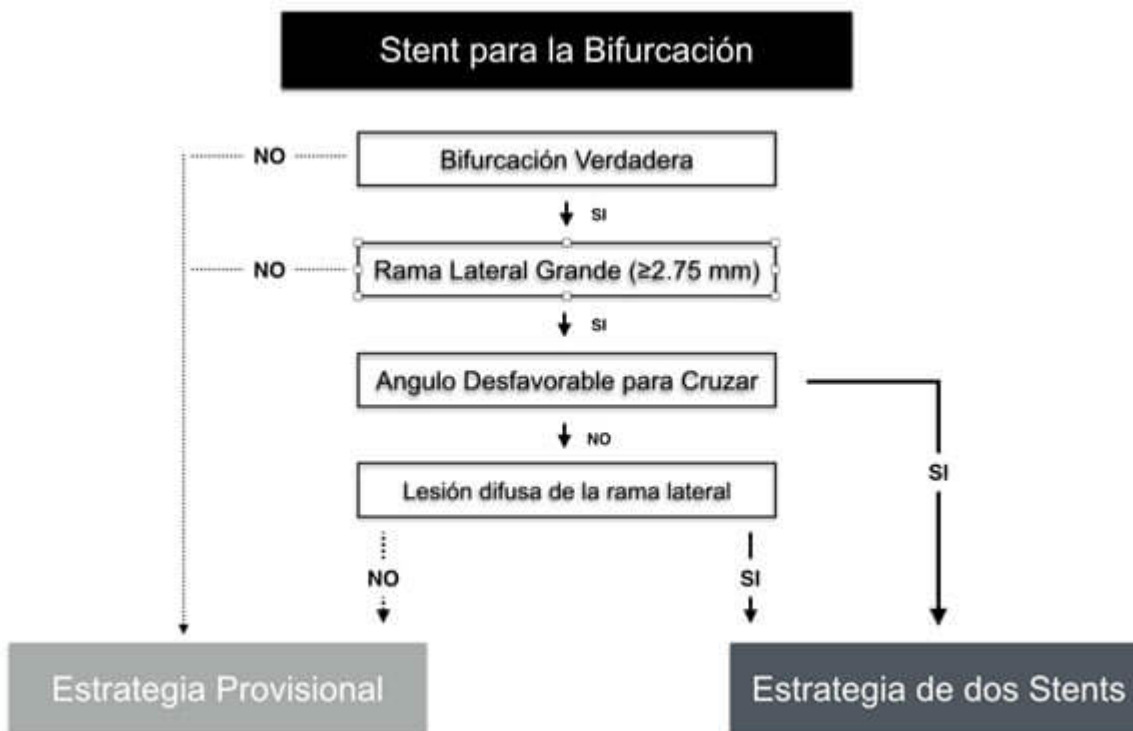 Stent para la Bifurcación
NO
Bifurcación Verdadera
SI
NO
Rama Lateral Grande (≥2.75 mm)
SI
Angulo Desfavorable para Cruzar
NO
SI
Lesión difusa de la rama lateral
NO
SI
Estrategia Provisional
Estrategia de dos Stents